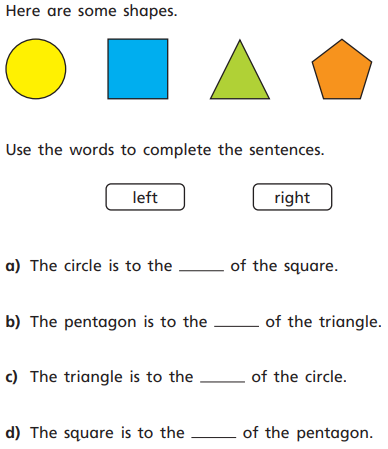 Here are some shapes.
Use the words to complete the sentences.
left right
a) The circle is to the _____ of the square.
b) The pentagon is to the _____ of the triangle.
c) The triangle is to the _____ of the circle.
d) The square is to the _____ of the pentagon.